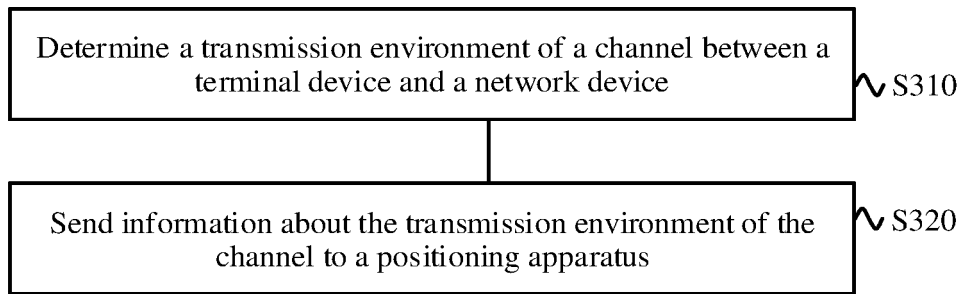 Determine a transmission environment of a channel between a
terminal device and a network device
S310
Send information about the transmission environment of the
channel to a positioning apparatus
S320